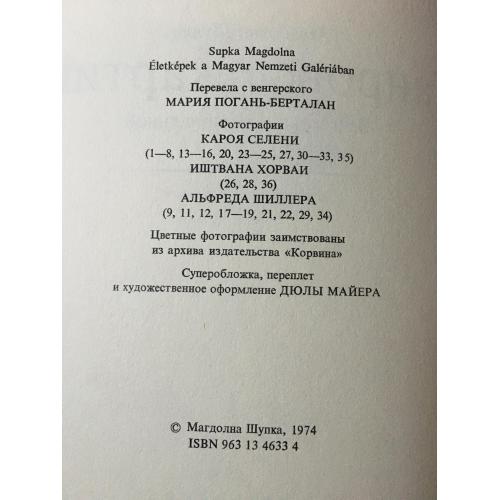 Supka Magdolna
Életképek a Magyar Nemzeti Galériában
Перевела с венгерского
МАРИЯ ПОГАНЬ-БЕРТАЛАН
Фотографии
КАРОЯ СЕЛЕНИ
(1—8, 13—16, 20, 23—25, 27, 30—33, 35)
ИШТВАНА ХОРВАИ
(26, 28, 36)
АЛЬФРЕДА ШИЛЛЕРА
(9, 11, 12, 17—19, 21, 22, 29, 34)
Цветные фотографии заимствованы
из архива издательства «Корвина»
Суперобложка, переплет
и художественное оформление ДЮЛЫ МАЙЕРА
© Магдолна Шупка, 1974
ISBN 963 13 4633 4